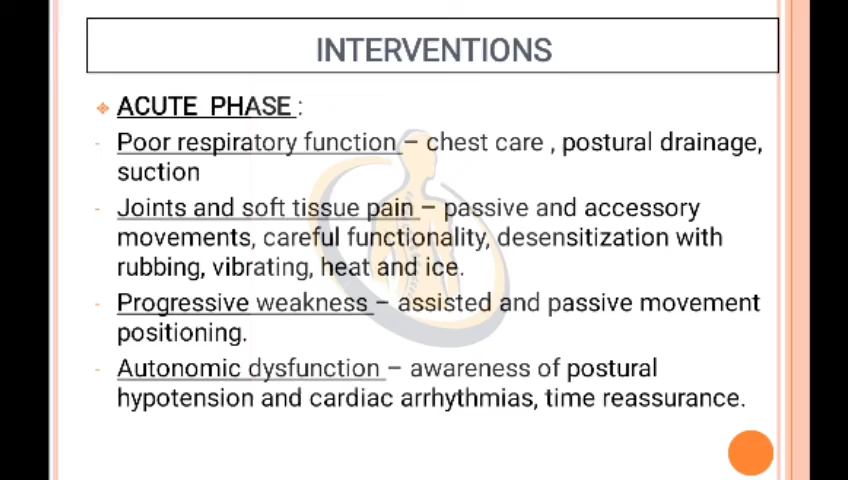 INTERVENTIONS
ACUTE PHASE :
- Poor respiratory function – chest care , postural drainage,
suction
- Joints and soft tissue pain – passive and accessory
movements, careful functionality, desensitization with
rubbing, vibrating, heat and ice.
- Progressive weakness – assisted and passive movement
positioning.
- Autonomic dysfunction – awareness of postural
hypotension and cardiac arrhythmias, time reassurance.